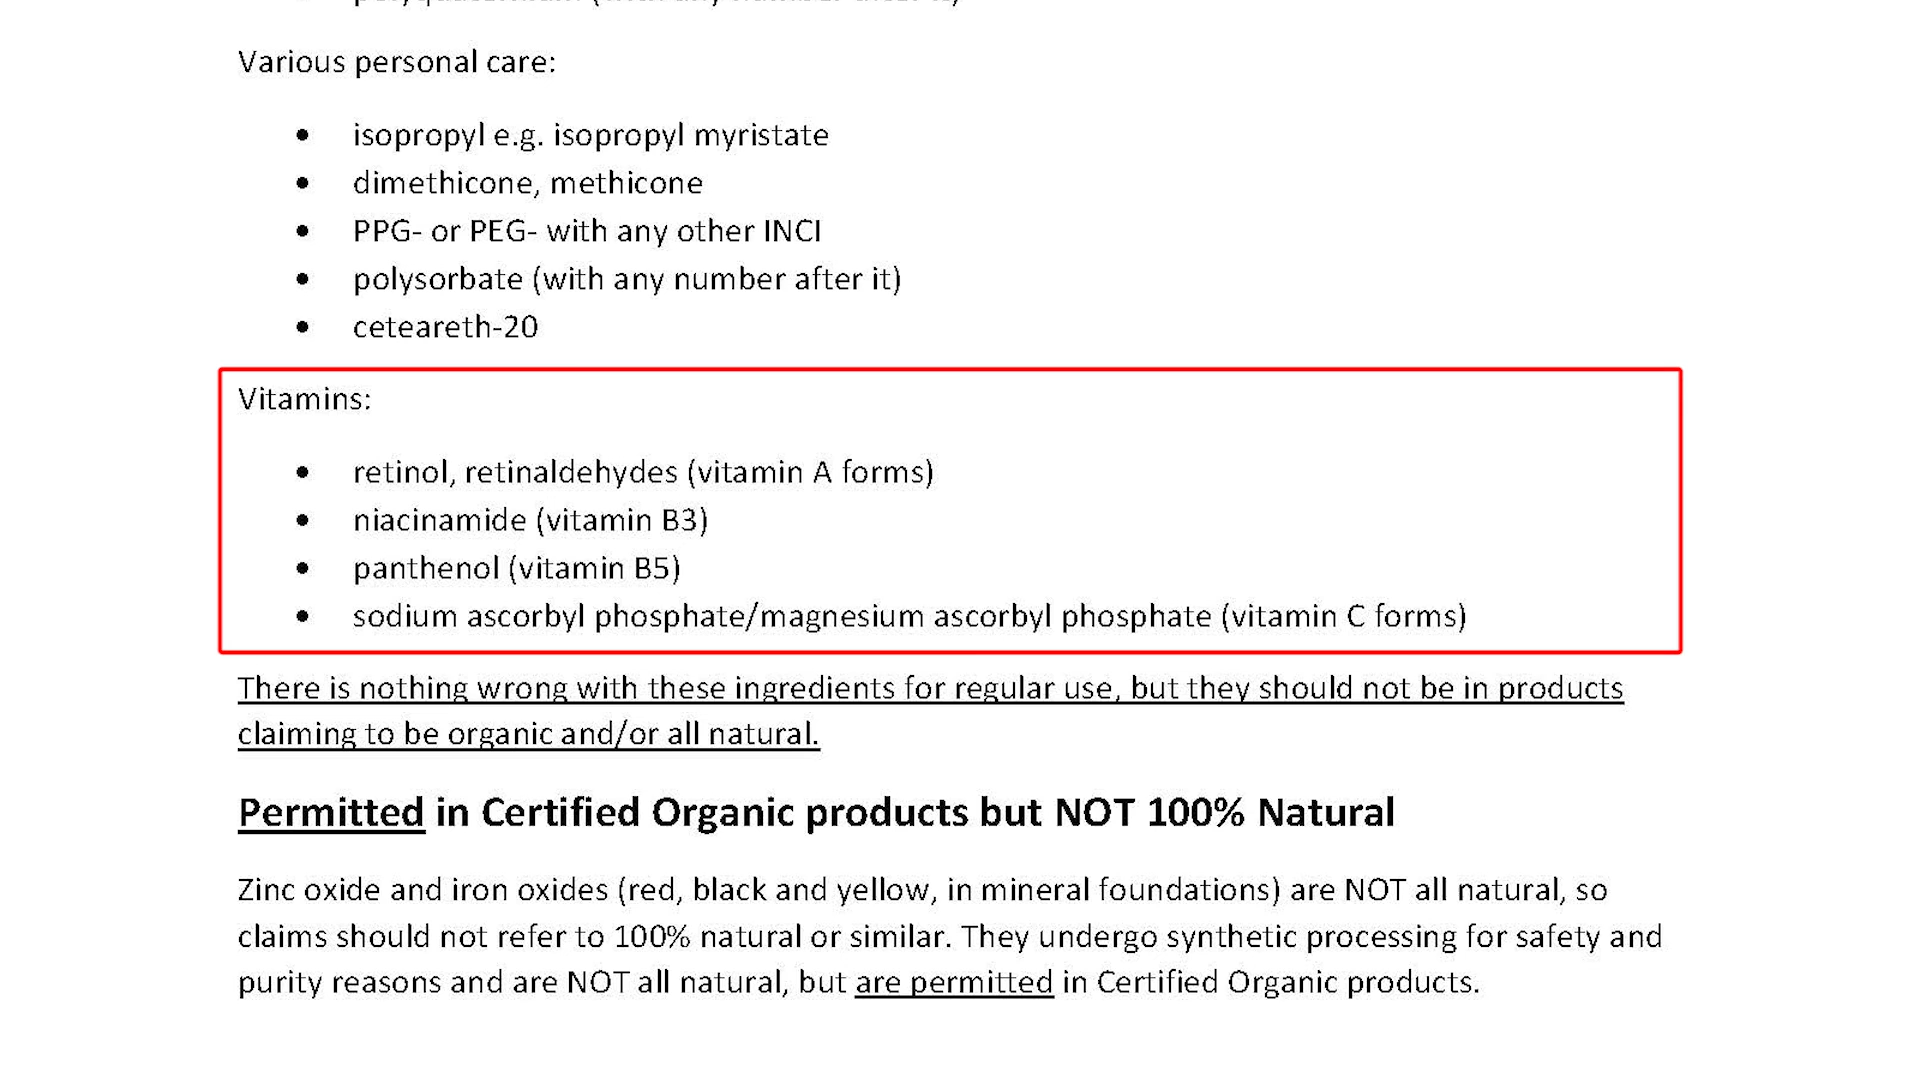 Various personal care:
• isopropyl e.g. isopropyl myristate
• dimethicone, methicone
• PPG- or PEG- with any other INCI
• polysorbate (with any number after it)
• ceteareth-20
Vitamins:
• retinol, retinaldehydes (vitamin A forms)
• niacinamide (vitamin B3)
• panthenol (vitamin B5)
• sodium ascorbyl phosphate/magnesium ascorbyl phosphate (vitamin C forms)
There is nothing wrong with these ingredients for regular use, but they should not be in products
claiming to be organic and/or all natural.
Permitted in Certified Organic products but NOT 100% Natural
Zinc oxide and iron oxides (red, black and yellow, in mineral foundations) are NOT all natural, so
claims should not refer to 100% natural or similar. They undergo synthetic processing for safety and
purity reasons and are NOT all natural, but are permitted in Certified Organic products.